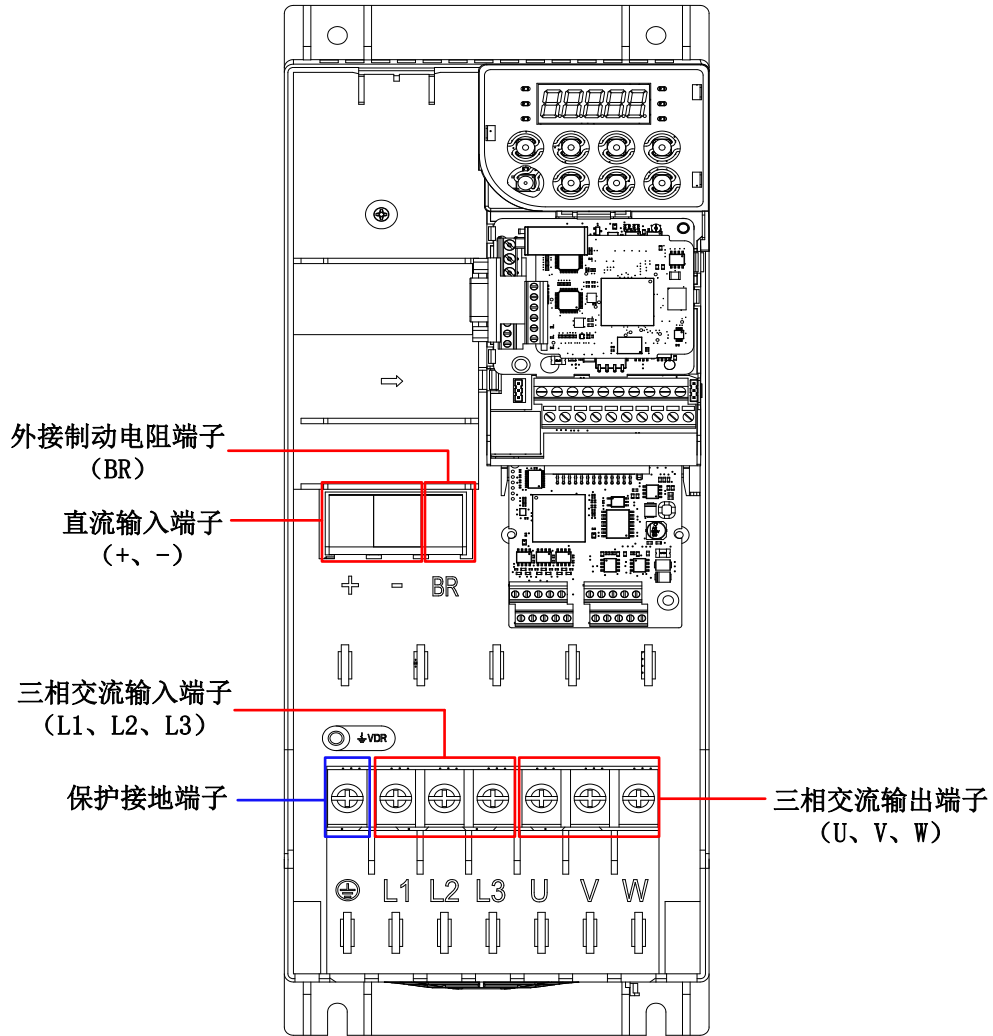 外接制动电阻端子
（BR）
直流输入端子
（+、-）
+ - BR
三相交流输入端子
（L1、L2、L3）
VDR
保护接地端子
三相交流输出端子
（U、V、W）
L1 L2 L3 U V W